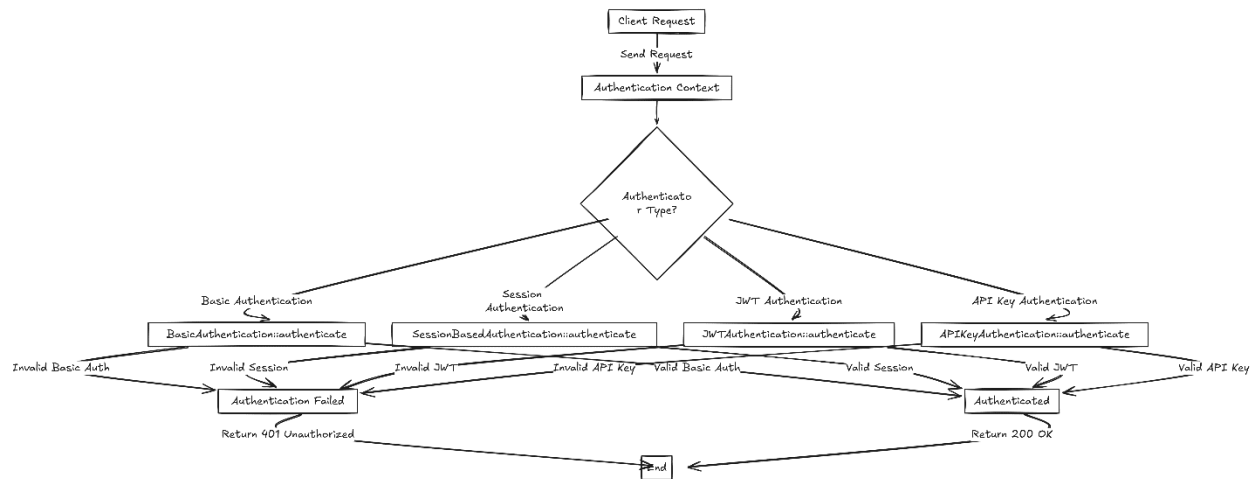 Client Request
Send Request
Authentication Context
Authenticato
r Type?
Basic Authentication
Session
Authentication
JWT Authentication
API Key Authentication
BasicAuthentication::authenticate
SessionBasedAuthentication::authenticate
JWTAuthentication::authenticate
APIKeyAuthentication::authenticate
Invalid Basic Auth
Invalid Session
Invalid JWT
Invalid API Key
Valid Basic Auth
Valid Session
Valid JWT
Valid API Key
Authentication Failed
Authenticated
Return 401 Unauthorized
Return 200 OK
End